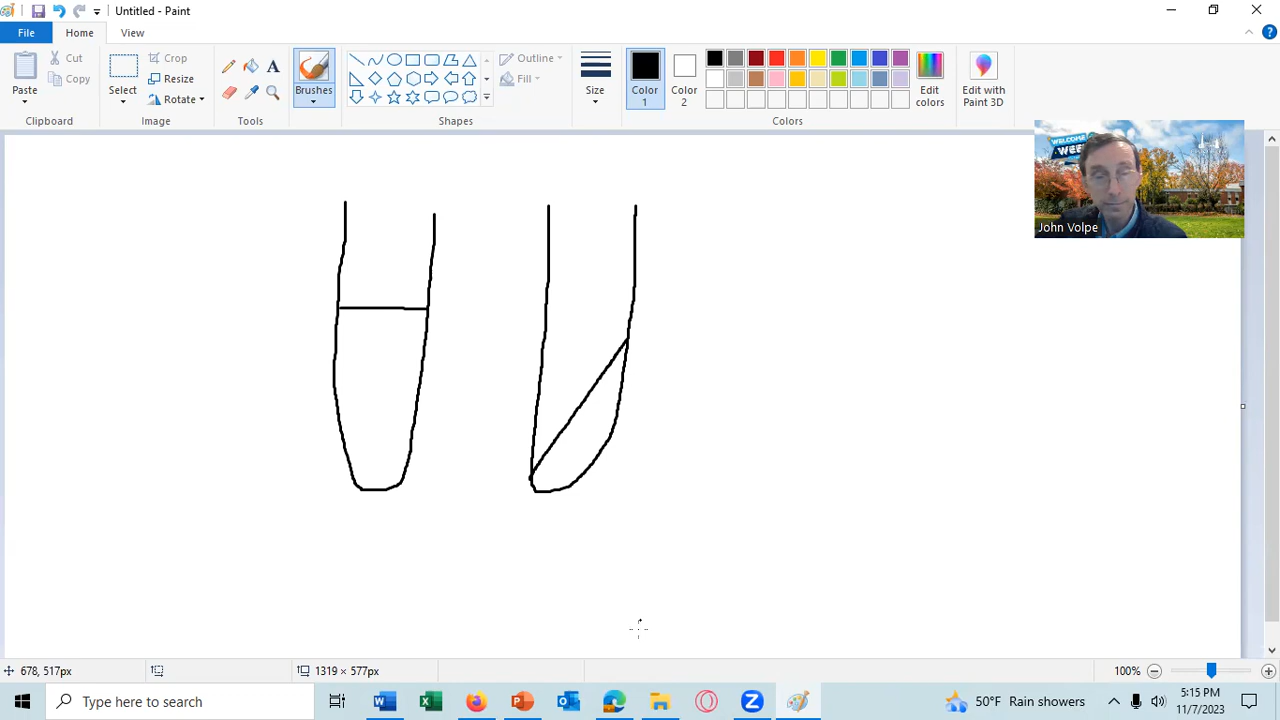 Untitled - Paint
File Home View
Paste
Cut
Copy
Clipboard
Select
Crop
Resize
Rotate
Image
Tools
Brushes
Shapes
Outline
Fill
Size
Color 1
Color 2
Colors
Edit colors
Edit with Paint 3D
WELCOME
WEE
John Volpe
678, 517px
1319 × 577px
100%
Type here to search
50°F Rain showers
5:15 PM
11/7/2023